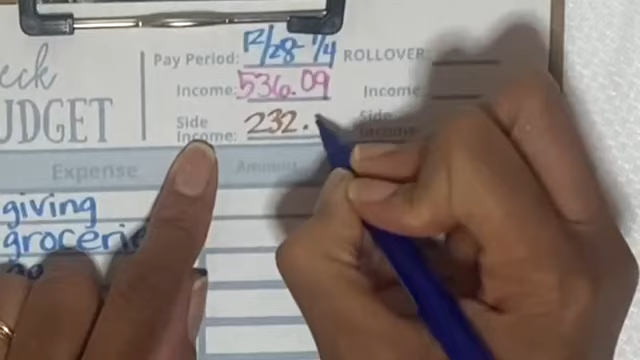 eck
UDGET
Pay Period: 12/28-1/4 ROLLOVER:
Income: 536.09 Income:
Side Income: 232. Side Income:
Expense Amount
giving
grocerie